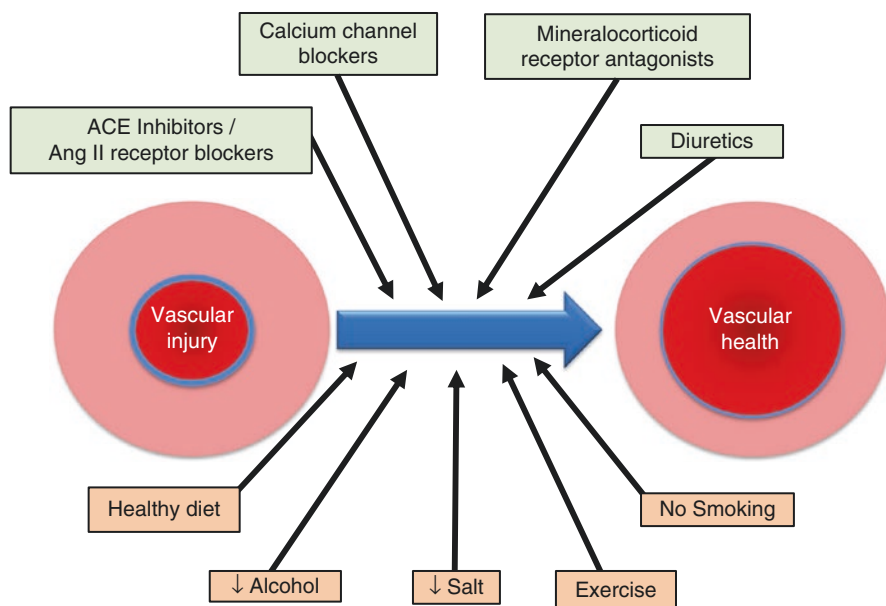 Calcium channel
blockers
Mineralocorticoid
receptor antagonists
ACE Inhibitors /
Ang II receptor blockers
Diuretics
Vascular
injury
Vascular
health
Healthy diet
No Smoking
↓ Alcohol
↓ Salt
Exercise